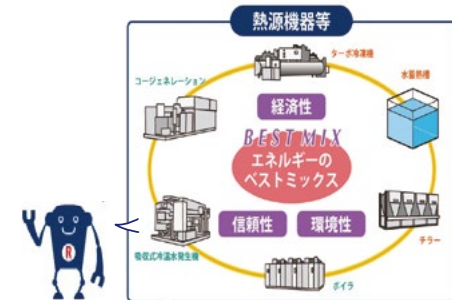 熱源機器等
ターボ冷凍機
コージェネレーション
水蓄熱槽
経済性
BEST MIX
エネルギーの
ベストミックス
信頼性
環境性
吸収式冷温水発生機
チラー
ボイラ
R